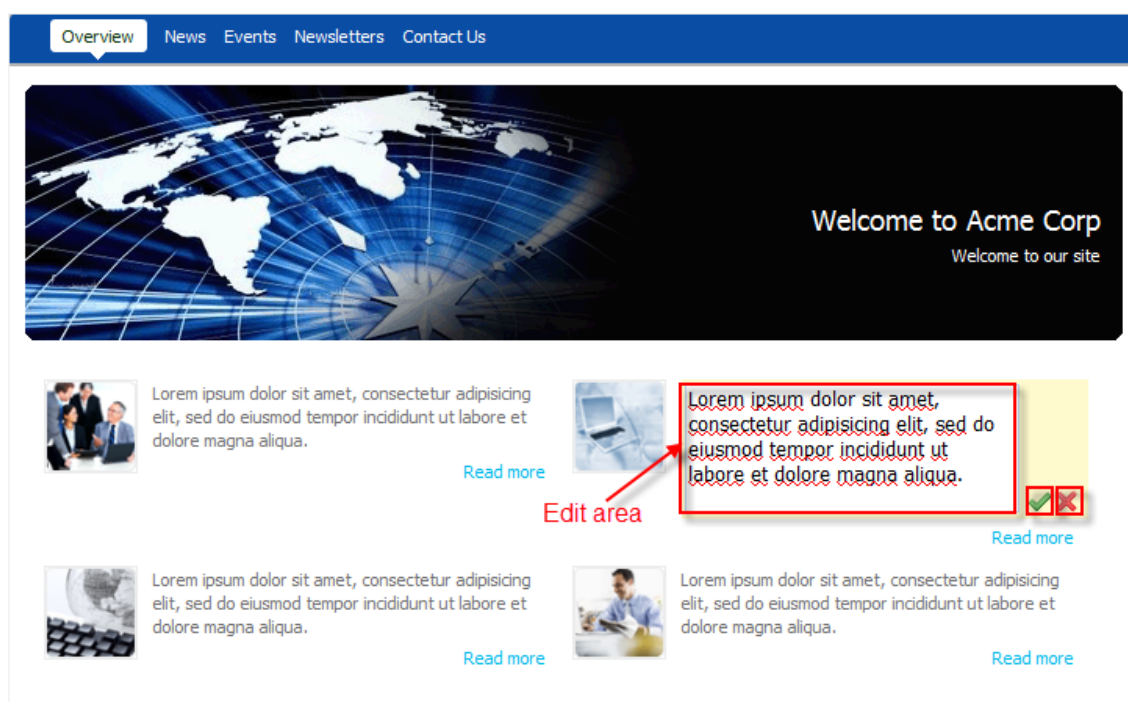 Overview News Events Newsletters Contact Us
Welcome to Acme Corp
Welcome to our site
Lorem ipsum dolor sit amet, consectetur adipisicing
elit, sed do eiusmod tempor incididunt ut labore et
dolore magna aliqua.
Read more
Lorem ipsum dolor sit amet,
consectetur adipisicing elit, sed do
eiusmod tempor incididunt ut
labore et dolore magna aliqua.
Edit area
Read more
Lorem ipsum dolor sit amet, consectetur adipisicing
elit, sed do eiusmod tempor incididunt ut labore et
dolore magna aliqua.
Read more
Lorem ipsum dolor sit amet, consectetur adipisicing
elit, sed do eiusmod tempor incididunt ut labore et
dolore magna aliqua.
Read more